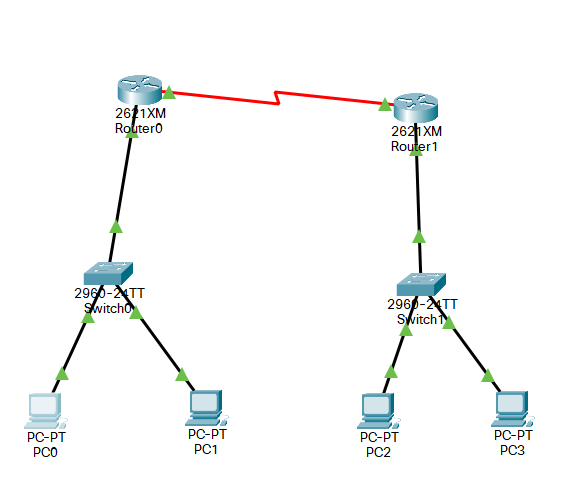 2621XM
Router0
2621XM
Router1
2960-24TT
Switch0
2960-24TT
Switch1
PC-PT
PC0
PC-PT
PC1
PC-PT
PC2
PC-PT
PC3